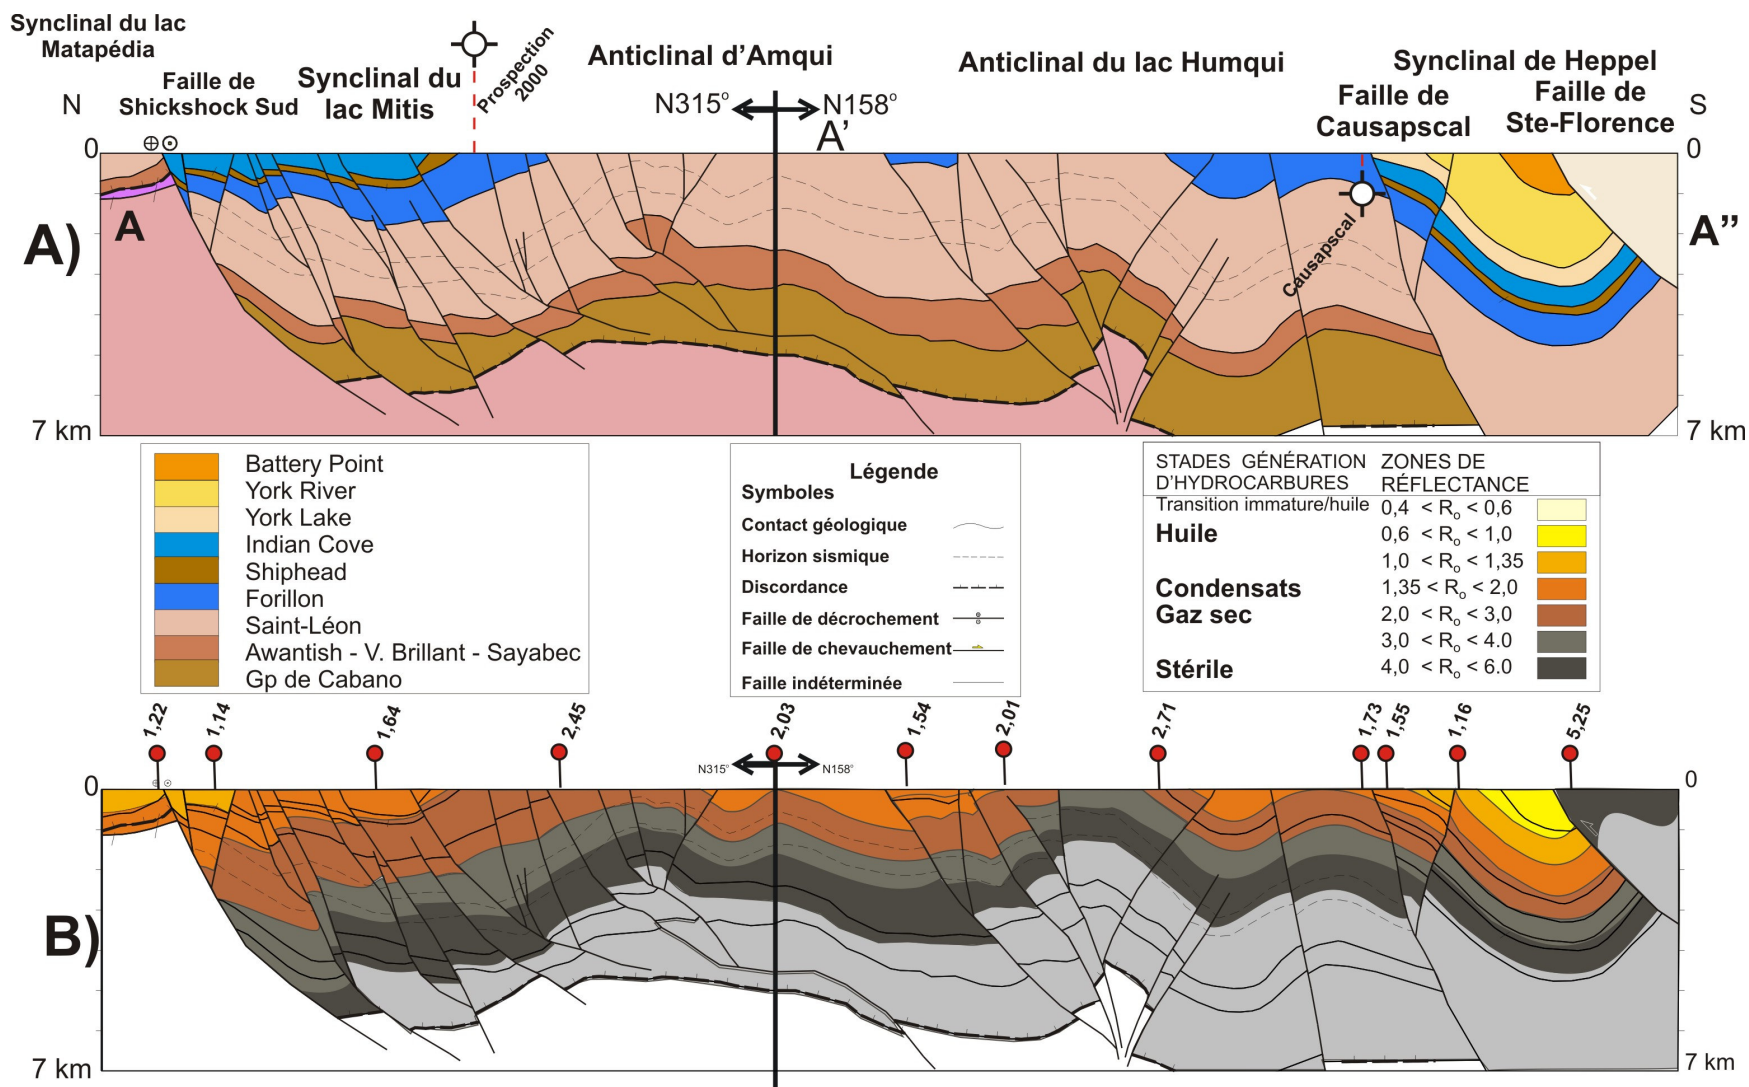 Synclinal du lac
Matapédia
Faille de
Shickshock Sud
Synclinal du
lac Mitis
Prospection
2000
Anticlinal d'Amqui
Anticlinal du lac Humqui
Synclinal de Heppel
Faille de
Causapscal
Faille de
Ste-Florence
N
N315°
N158°
S
A'
0
0
A)
A
A”
Causapscal
7 km
7 km
Battery Point
York River
York Lake
Indian Cove
Shiphead
Forillon
Saint-Léon
Awantish - V. Brillant - Sayabec
Gp de Cabano
Légende
Symboles
Contact géologique
Horizon sismique
Discordance
Faille de décrochement
Faille de chevauchement
Faille indéterminée
STADES GÉNÉRATION
D'HYDROCARBURES
ZONES DE
RÉFLECTANCE
Transition immature/huile 0,4 < Ro < 0,6
Huile 0,6 < Ro < 1,0
1,0 < Ro < 1,35
Condensats 1,35 < Ro < 2,0
Gaz sec 2,0 < Ro < 3,0
3,0 < Ro < 4.0
Stérile 4,0 < Ro < 6.0
1,22
1,14
1,64
2,45
2,03
1,54
2,01
2,71
1,73
1,55
1,16
5,25
N315°
N158°
0
0
B)
7 km
7 km